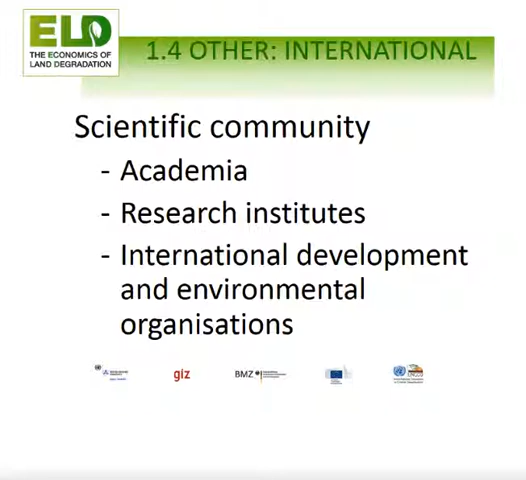 ELD
THE ECONOMICS OF
LAND DEGRADATION
1.4 OTHER: INTERNATIONAL
Scientific community
- Academia
- Research institutes
- International development
and environmental
organisations
giz
BMZ